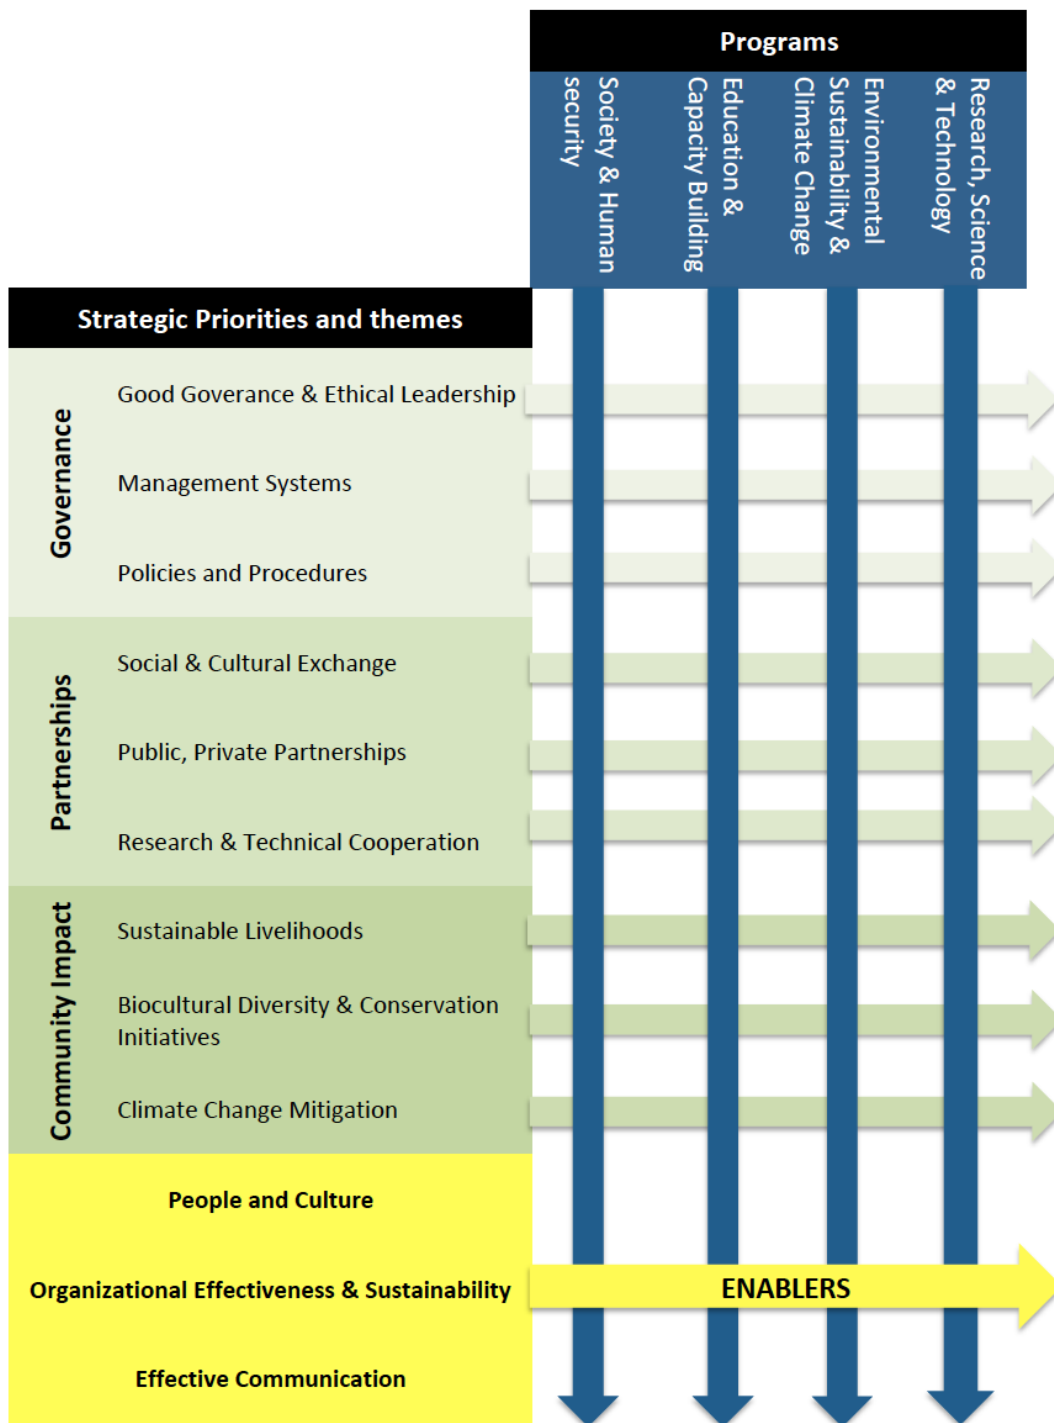 Programs
Society & Human
security
Education &
Capacity Building
Environmental
Sustainability &
Climate Change
Research, Science
& Technology
Strategic Priorities and themes
Governance
Good Goverance & Ethical Leadership
Management Systems
Policies and Procedures
Partnerships
Social & Cultural Exchange
Public, Private Partnerships
Research & Technical Cooperation
Community Impact
Sustainable Livelihoods
Biocultural Diversity & Conservation
Initiatives
Climate Change Mitigation
People and Culture
Organizational Effectiveness & Sustainability
ENABLERS
Effective Communication